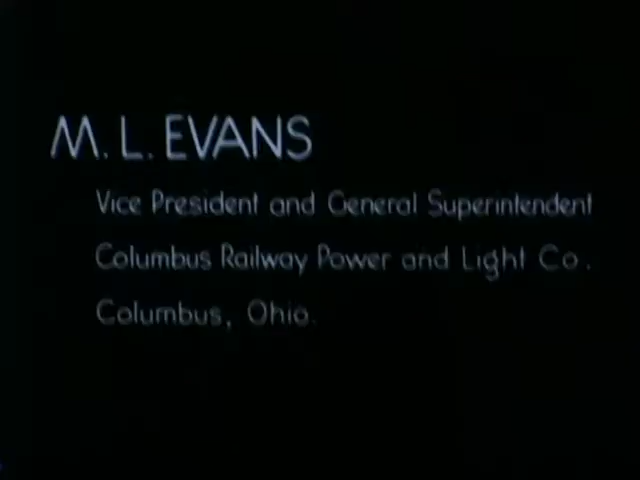 M. L. EVANS
Vice President and General Superintendent
Columbus Railway Power and Light Co.
Columbus, Ohio.